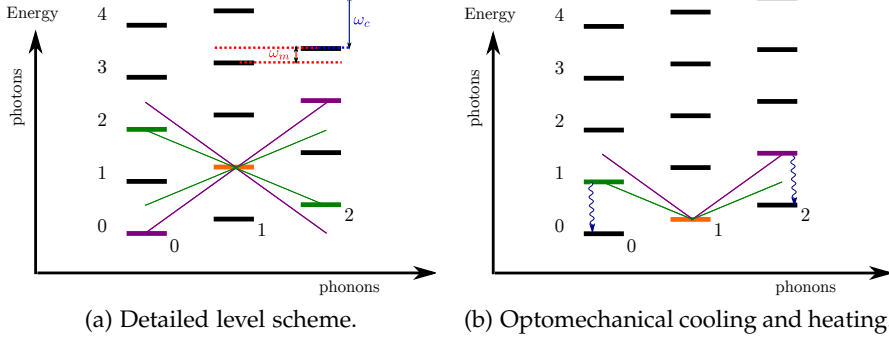 Energy
photons
4
3
2
1
0
ω_c
ω_m
0
1
2
phonons
(a) Detailed level scheme.
Energy
photons
4
3
2
1
0
0
1
2
phonons
(b) Optomechanical cooling and heating